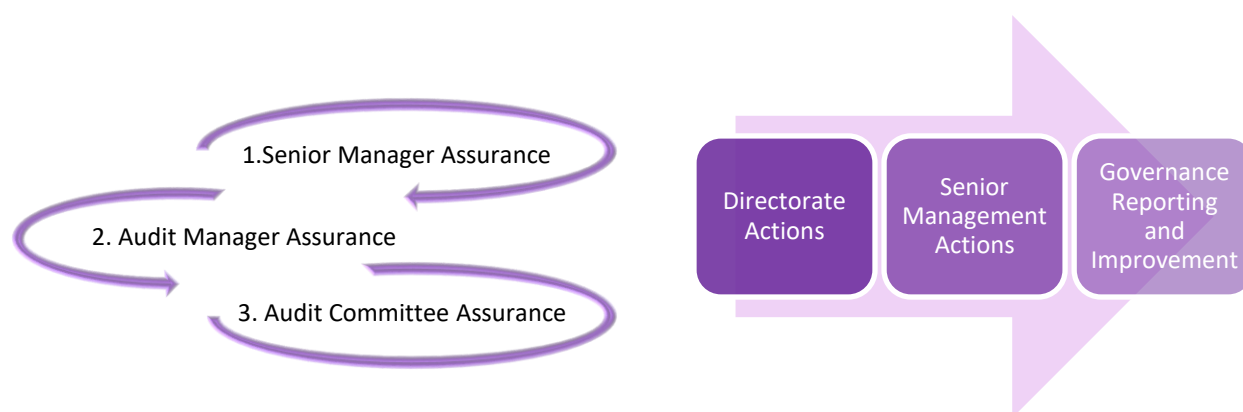 1.Senior Manager Assurance
2. Audit Manager Assurance
3. Audit Committee Assurance
Directorate
Actions
Senior
Management
Actions
Governance
Reporting
and
Improvement